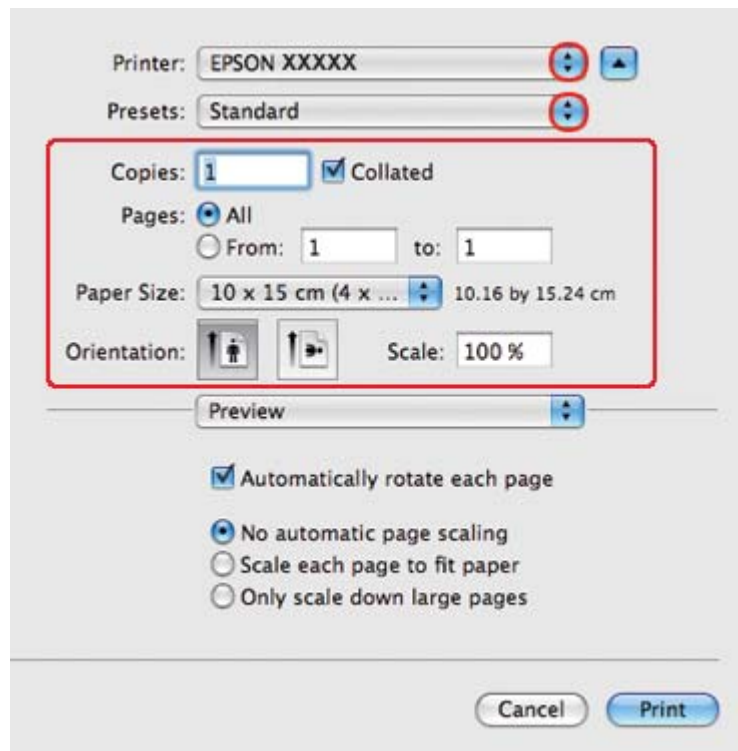 Printer: EPSON XXXXX
Presets: Standard
Copies: 1 Collated
Pages: All
From: 1 to: 1
Paper Size: 10 x 15 cm (4 x ... 10.16 by 15.24 cm
Orientation: Scale: 100 %
Preview
Automatically rotate each page
No automatic page scaling
Scale each page to fit paper
Only scale down large pages
Cancel Print